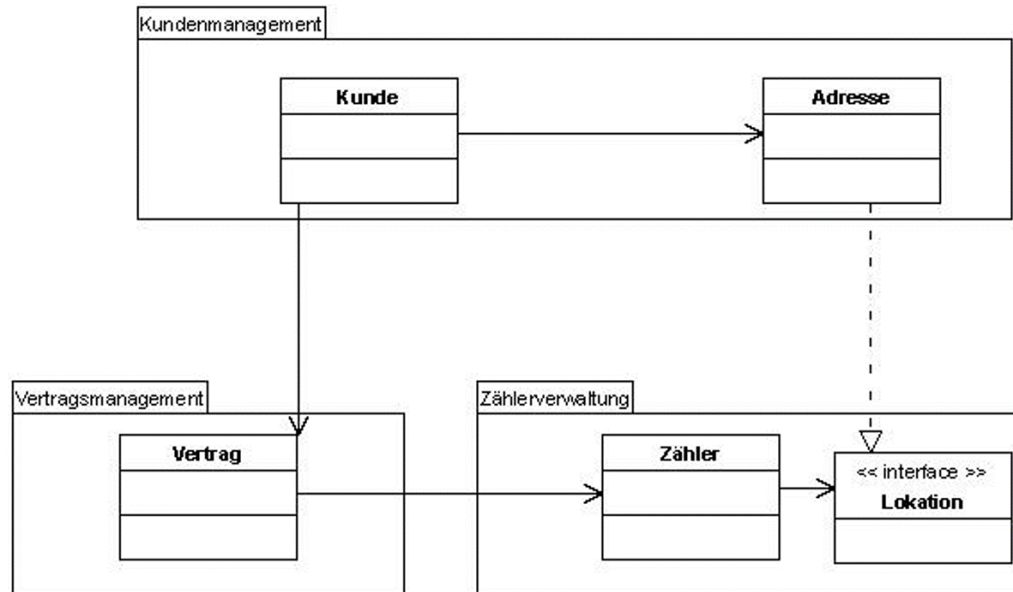 Kundenmanagement
Kunde
Adresse
Vertragsmanagement
Vertrag
Zählerverwaltung
Zähler
<< interface >>
Lokation